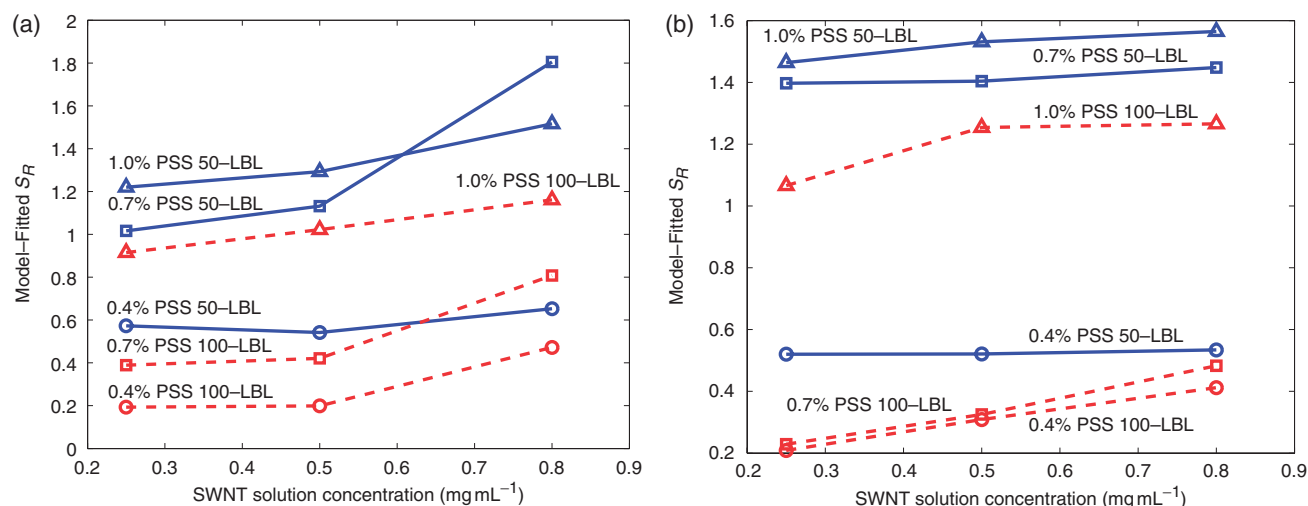 (a)
2
1.8
1.6
1.4
1.2
1
0.8
0.6
0.4
0.2
0
Model–Fitted S_R
1.0% PSS 50–LBL
0.7% PSS 50–LBL
1.0% PSS 100–LBL
0.4% PSS 50–LBL
0.7% PSS 100–LBL
0.4% PSS 100–LBL
0.2 0.3 0.4 0.5 0.6 0.7 0.8 0.9
SWNT solution concentration (mg mL⁻¹)
(b)
1.6
1.4
1.2
1
0.8
0.6
0.4
0.2
Model–Fitted S_R
1.0% PSS 50–LBL
0.7% PSS 50–LBL
1.0% PSS 100–LBL
0.4% PSS 50–LBL
0.7% PSS 100–LBL
0.4% PSS 100–LBL
0.2 0.3 0.4 0.5 0.6 0.7 0.8 0.9
SWNT solution concentration (mg mL⁻¹)